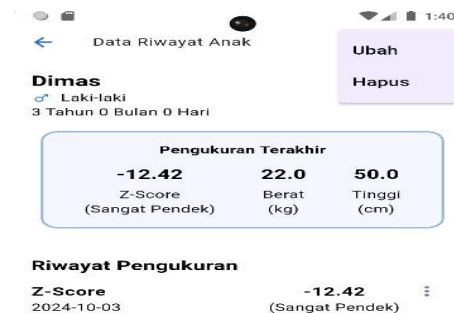 1:40
Data Riwayat Anak
Ubah
Hapus
Dimas
Laki-laki
3 Tahun 0 Bulan 0 Hari
Pengukuran Terakhir
-12.42 22.0 50.0
Z-Score Berat Tinggi
(Sangat Pendek) (kg) (cm)
Riwayat Pengukuran
Z-Score -12.42
2024-10-03 (Sangat Pendek)